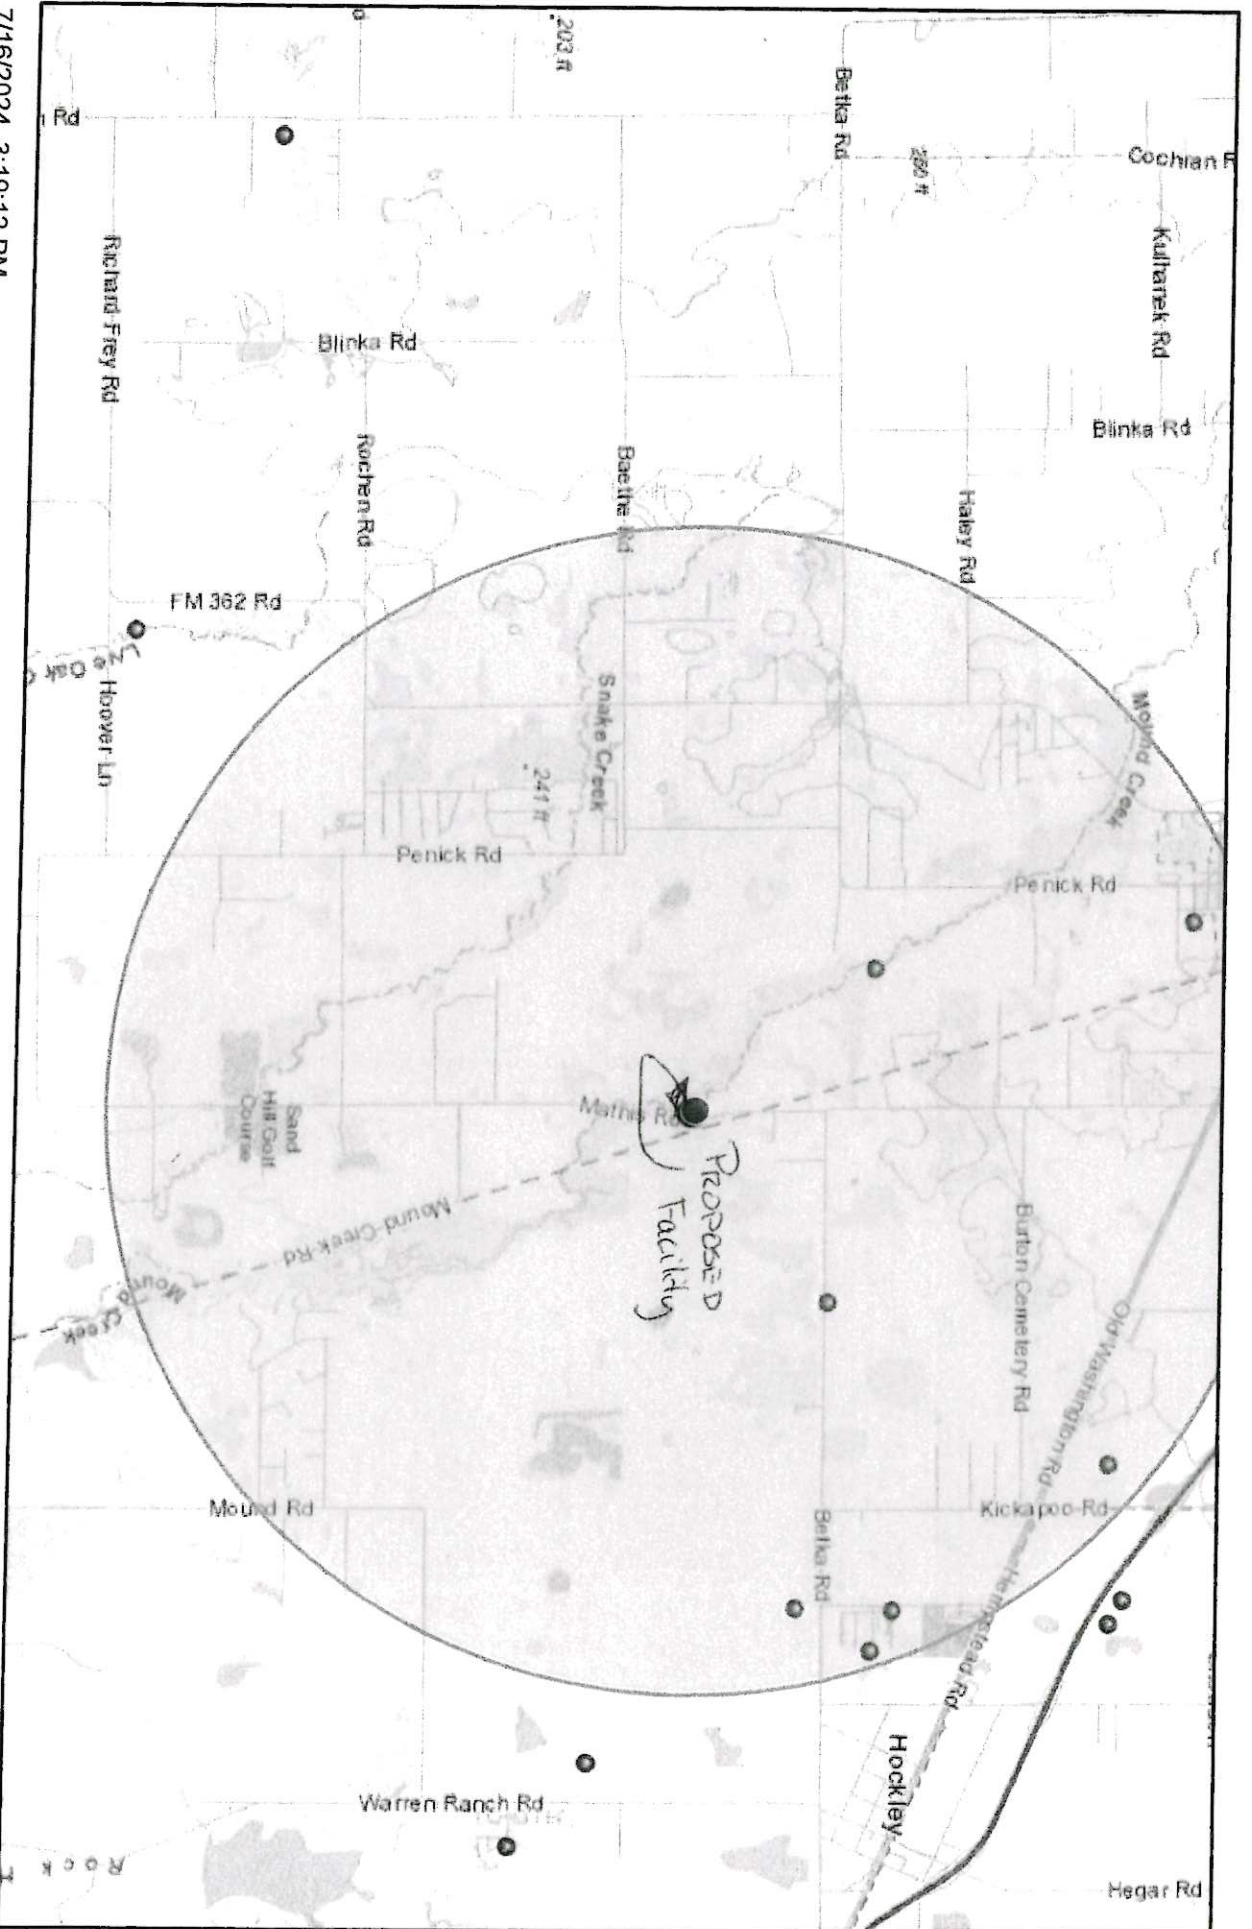 7/16/2024, 3:19:13 PM
203 ft
Betka Rd
260 ft
Cochran R
Rd
Kulhanek Rd
Richard Frey Rd
Blinka Rd
Blinka Rd
Rochen Rd
Baethe Rd
Haley Rd
FM 362 Rd
Live Oak C
Hoover Ln
Snake Creek
Mound Creek
241 ft
Penick Rd
Penick Rd
Mathis Rd
Sand
Hill Golf
Course
PROPOSED
Facility
Mound Creek Rd
Mound Creek
Burton Cemetery Rd
Old Washington Rd
Mound Rd
Kickapoo Rd
Betka Rd
Hempstead Rd
Hockley
Warren Ranch Rd
Rock
Hegar Rd